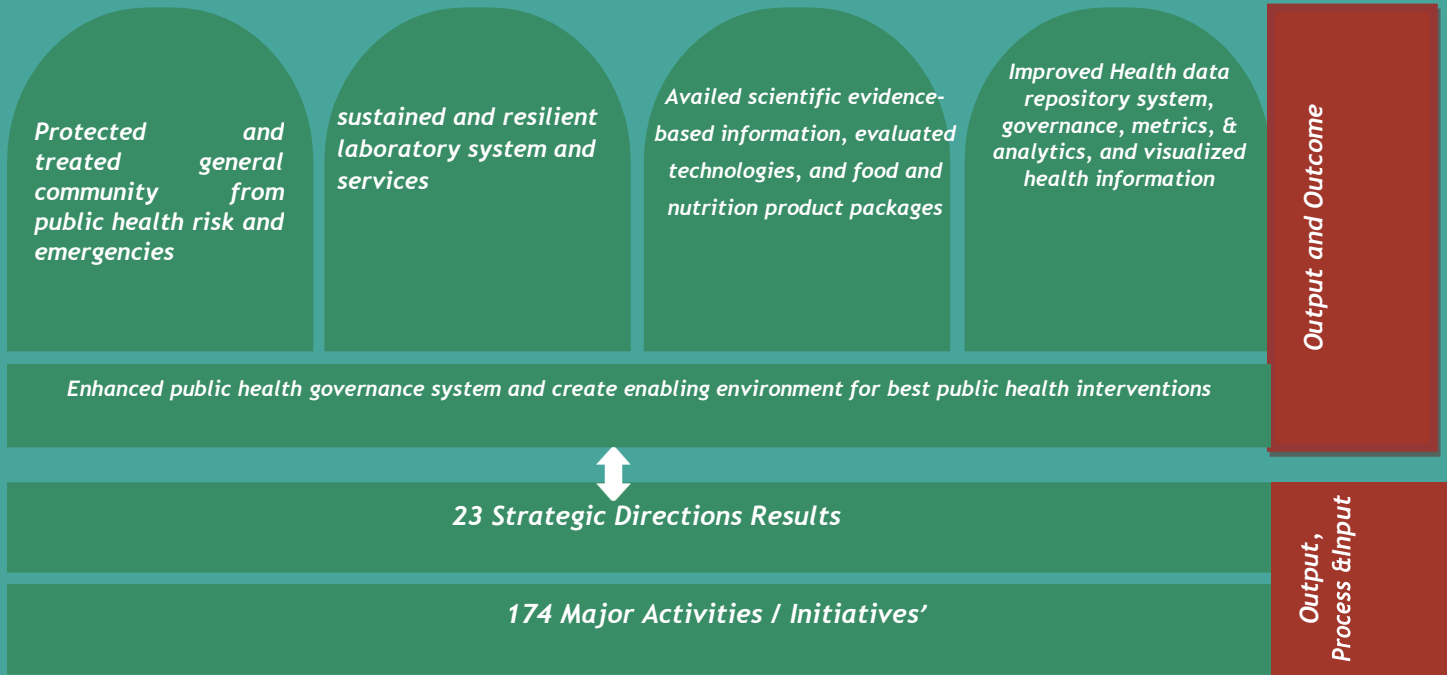 Protected and
treated general
community from
public health risk and
emergencies
sustained and resilient
laboratory system and
services
Availed scientific evidence-
based information, evaluated
technologies, and food and
nutrition product packages
Improved Health data
repository system,
governance, metrics, &
analytics, and visualized
health information
Output and Outcome
Enhanced public health governance system and create enabling environment for best public health interventions
23 Strategic Directions Results
Output,
Process &Input
174 Major Activities / Initiatives’